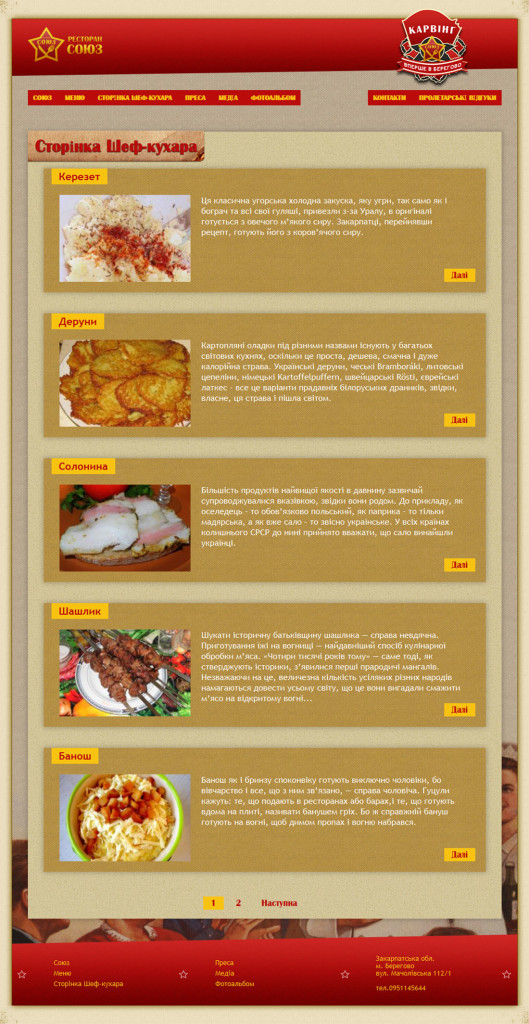 СОЮЗ
РЕСТОРАН
СОЮЗ
КАРВІНГ
ВПЕРШЕ В БЕРЕГОВО
СОЮЗ МЕНЮ СТОРІНКА ШЕФ-КУХАРА ПРЕСА МЕДІА ФОТОАЛЬБОМ
КОНТАКТИ ПРОЛЕТАРСЬКІ ВІДГУКИ
Сторінка Шеф-кухара
Керезет
Ця класична угорська холодна закуска, яку угри, так само як і
бограч та всі свої гуляші, привезли з-за Уралу, в оригіналі
готується з овечого м’якого сиру. Закарпатці, перейнявши
рецепт, готують його з коров’ячого сиру.
Далі
Деруни
Картопляні оладки під різними назвами існують у багатьох
світових кухнях, оскільки це проста, дешева, смачна і дуже
калорійна страва. Українські деруни, чеські Bramboráki, литовські
цепеліни, німецькі Kartoffelpuffern, швейцарські Rösti, єврейські
латкес – все це варіанти прадавніх білоруських драників, звідки,
власне, ця страва і пішла світом.
Далі
Солонина
Більшість продуктів найвищої якості в давнину зазвичай
супроводжувалися вказівкою, звідки вони родом. До прикладу, як
оселедець – то обов’язково польський, як паприка – то тільки
мадярська, а як вже сало – то звісно українське. У всіх країнах
колишнього СРСР до нині прийнято вважати, що сало винайшли
українці.
Далі
Шашлик
Шукати історичну батьківщину шашлика — справа невдячна.
Приготування їжі на вогнищі — найдавніший спосіб кулінарної
обробки м’яса. «Чотири тисячі років тому» — саме тоді, як
стверджують історики, з’явилися перші прародичі мангалів.
Незважаючи на це, величезна кількість усіляких різних народів
намагаються довести усьому світу, що це вони вигадали смажити
м’ясо на відкритому вогні...
Далі
Банош
Банош як і бринзу споконвіку готують виключно чоловіки, бо
вівчарство і все, що з ним зв’язано, — справа чоловіча. Гуцули
кажуть: те, що подають в ресторанах або барах,і те, що готують
вдома на плиті, називати банушем гріх. Бо ж справжній бануш
готують на вогні, щоб димом пропах і вогню набрався.
Далі
1 2 Наступна
Союз
Меню
Сторінка Шеф-кухара
Преса
Медіа
Фотоальбом
Закарпатська обл.
м. Берегово
вул. Мачолівська 112/1
тел.0951145644